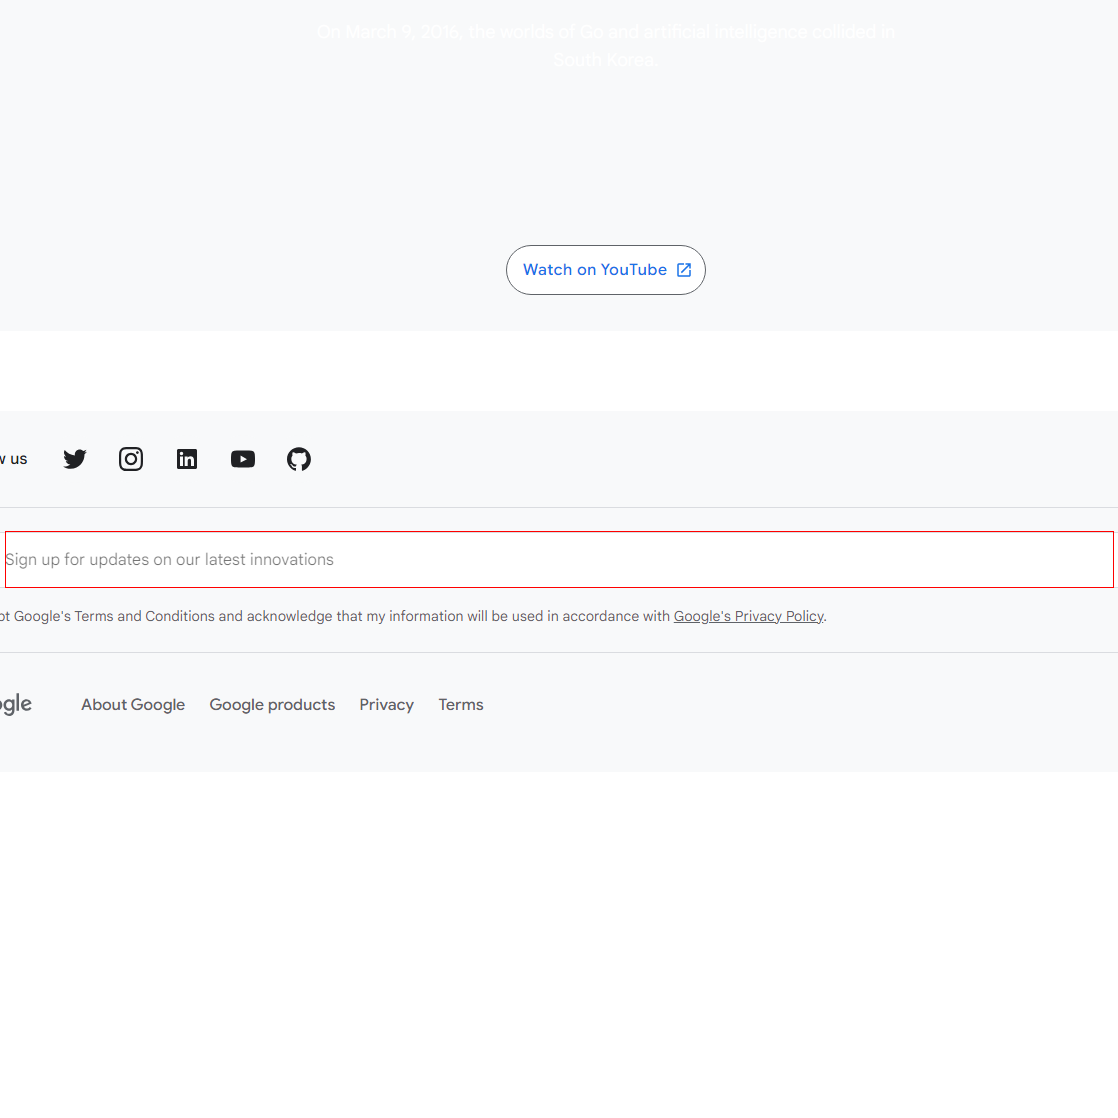 On March 9, 2016, the worlds of Go and artificial intelligence collided in
South Korea.
Watch on YouTube
us
Sign up for updates on our latest innovations
Google's Terms and Conditions and acknowledge that my information will be used in accordance with Google's Privacy Policy.
About Google Google products Privacy Terms